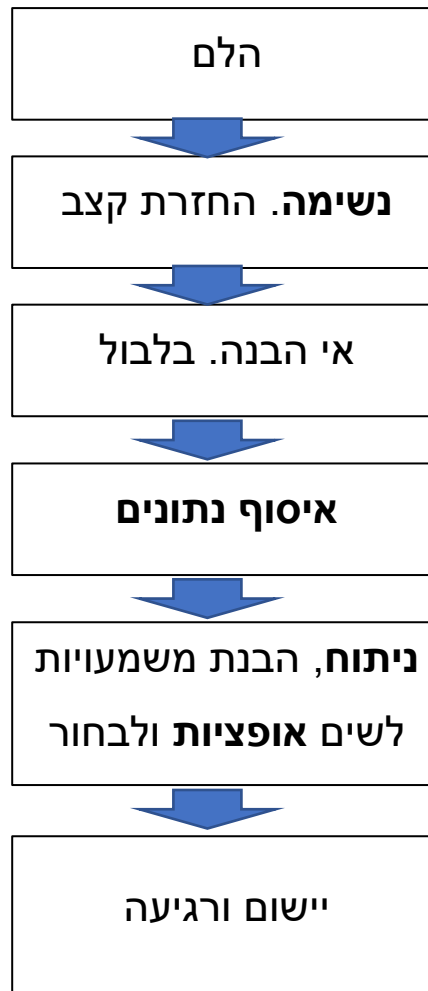 הלם
נשימה. החזרת קצב
אי הבנה. בלבול
איסוף נתונים
ניתוח, הבנת משמעויות
לשים אופציות ולבחור
יישום ורגיעה